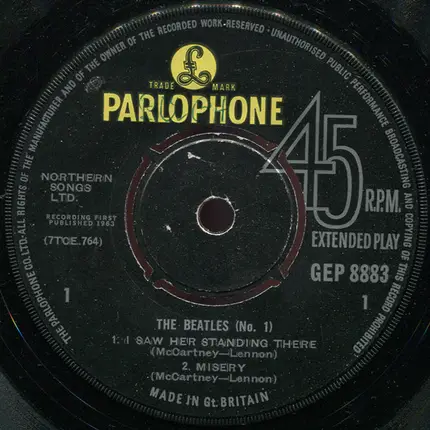 ALL RIGHTS OF THE MANUFACTURER AND OF THE OWNER OF THE RECORDED WORK RESERVED · UNAUTHORISED PUBLIC PERFORMANCE BROADCASTING AND COPYING OF THIS RECORD PROHIBITED
THE PARLOPHONE CO. LTD.
£
TRADE MARK
PARLOPHONE
45
R.P.M.
EXTENDED PLAY
GEP 8883
NORTHERN
SONGS
LTD.
RECORDING FIRST
PUBLISHED 1963
(7TCE.764)
1
1
THE BEATLES (No. 1)
1. I SAW HER STANDING THERE
(McCartney—Lennon)
2. MISERY
(McCartney—Lennon)
MADE IN Gt. BRITAIN